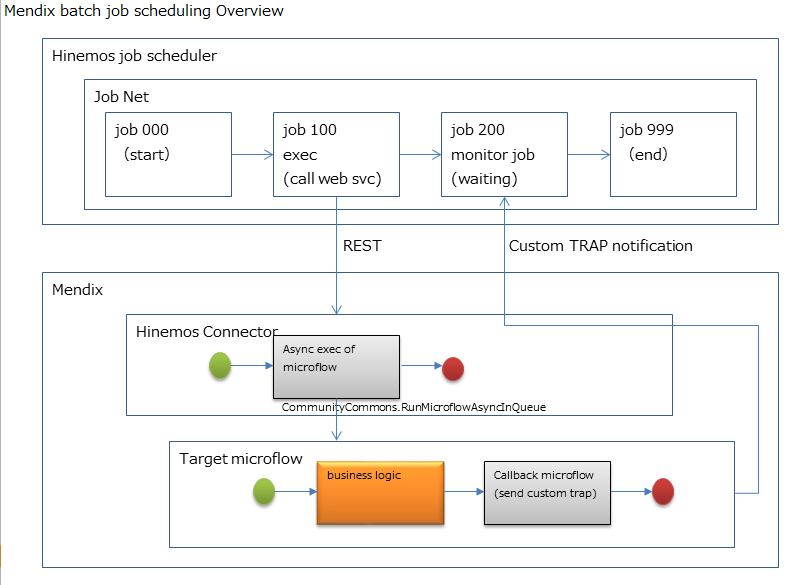 Mendix batch job scheduling Overview
Hinemos job scheduler
Job Net
job 000
（start）
job 100
exec
(call web svc)
job 200
monitor job
(waiting)
job 999
（end）
REST
Custom TRAP notification
Mendix
Hinemos Connector
Async exec of
microflow
CommunityCommons.RunMicroflowAsyncInQueue
Target microflow
business logic
Callback microflow
(send custom trap)